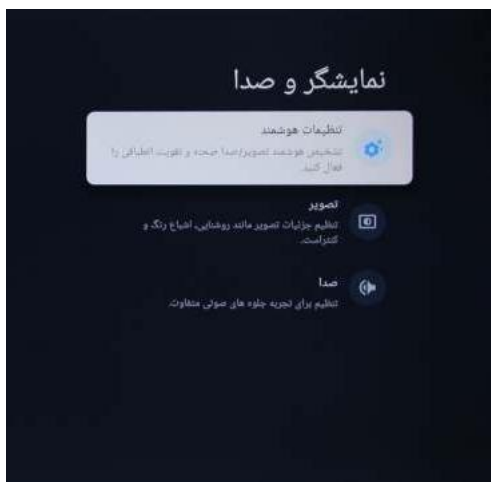 نمایشگر و صدا
تنظیمات هوشمند
تشخیص هوشمند تصویر/صدا صحنه و تقویت انطباقی را
فعال کنید.
تصویر
تنظیم جزئیات تصویر مانند روشنایی، اشباع رنگ و
کنتراست.
صدا
تنظیم برای تجربه جلوه های صوتی متفاوت.